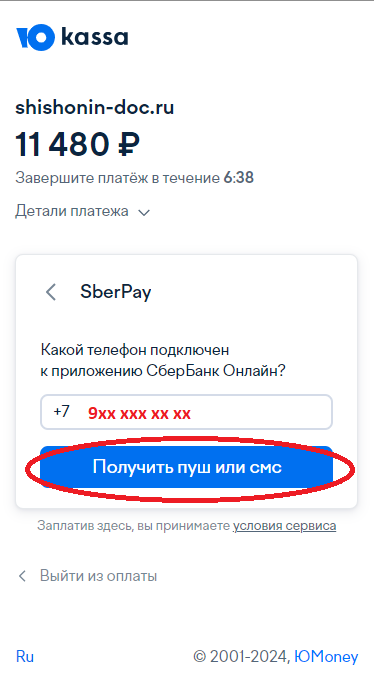 Ю kassa
shishonin-doc.ru
11 480 ₽
Завершите платёж в течение 6:38
Детали платежа
SberPay
Какой телефон подключен
к приложению СберБанк Онлайн?
+7 9xx xxx xx xx
Получить пуш или смс
Заплатив здесь, вы принимаете условия сервиса
Выйти из оплаты
Ru © 2001-2024, ЮMoney